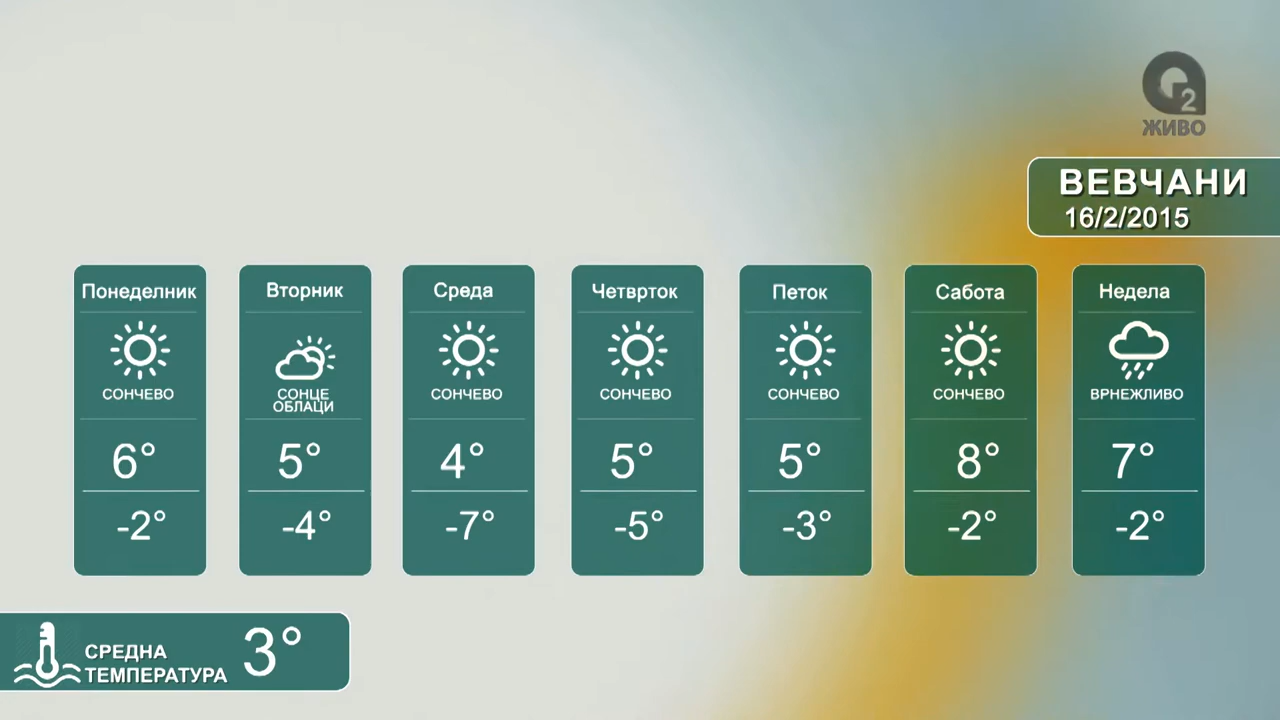 2
ЖИВО
ВЕВЧАНИ
16/2/2015
Понеделник
СОНЧЕВО
6°
-2°
Вторник
СОНЦЕ
ОБЛАЦИ
5°
-4°
Среда
СОНЧЕВО
4°
-7°
Четврток
СОНЧЕВО
5°
-5°
Петок
СОНЧЕВО
5°
-3°
Сабота
СОНЧЕВО
8°
-2°
Недела
ВРНЕЖЛИВО
7°
-2°
СРЕДНА
ТЕМПЕРАТУРА
3°